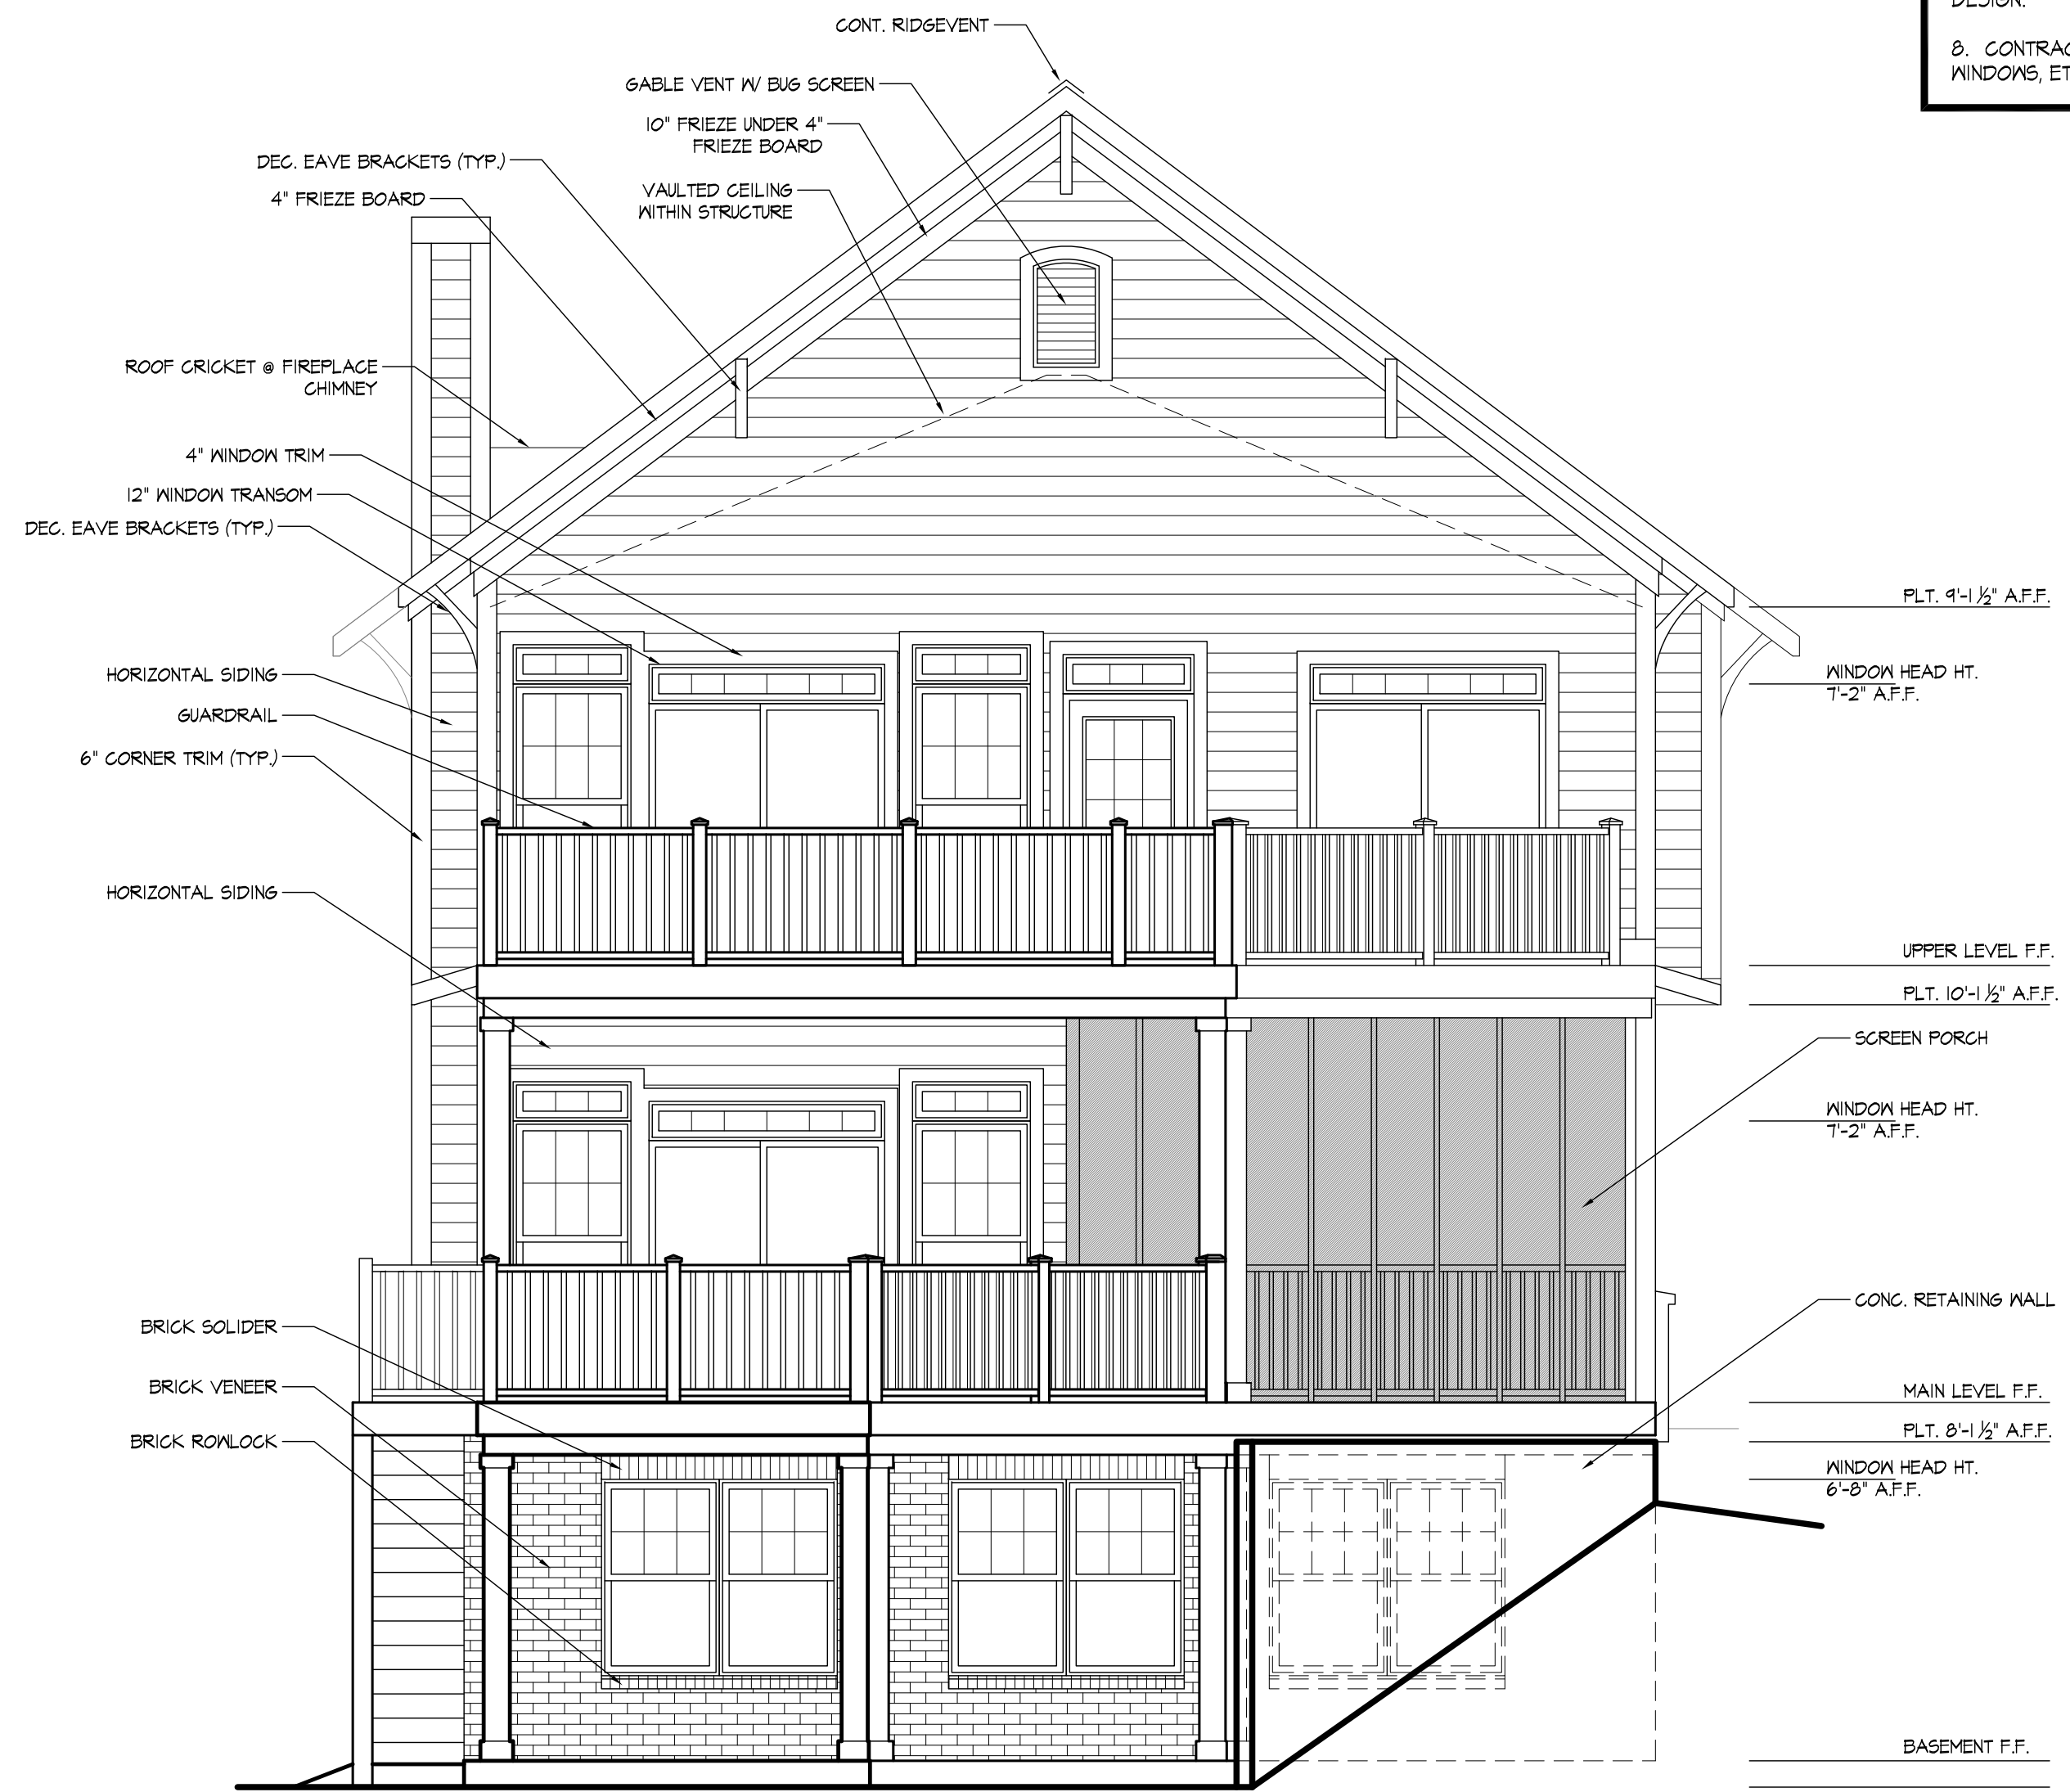 DESIGN.
8. CONTRAC
WINDOWS, ET
CONT. RIDGEVENT
GABLE VENT W/ BUG SCREEN
10" FRIEZE UNDER 4"
FRIEZE BOARD
DEC. EAVE BRACKETS (TYP.)
4" FRIEZE BOARD
VAULTED CEILING
WITHIN STRUCTURE
ROOF CRICKET @ FIREPLACE
CHIMNEY
4" WINDOW TRIM
12" WINDOW TRANSOM
DEC. EAVE BRACKETS (TYP.)
HORIZONTAL SIDING
GUARDRAIL
6" CORNER TRIM (TYP.)
HORIZONTAL SIDING
BRICK SOLIDER
BRICK VENEER
BRICK ROWLOCK
PLT. 9'-1 1/2" A.F.F.
WINDOW HEAD HT.
7'-2" A.F.F.
UPPER LEVEL F.F.
PLT. 10'-1 1/2" A.F.F.
SCREEN PORCH
WINDOW HEAD HT.
7'-2" A.F.F.
CONC. RETAINING WALL
MAIN LEVEL F.F.
PLT. 8'-1 1/2" A.F.F.
WINDOW HEAD HT.
6'-8" A.F.F.
BASEMENT F.F.